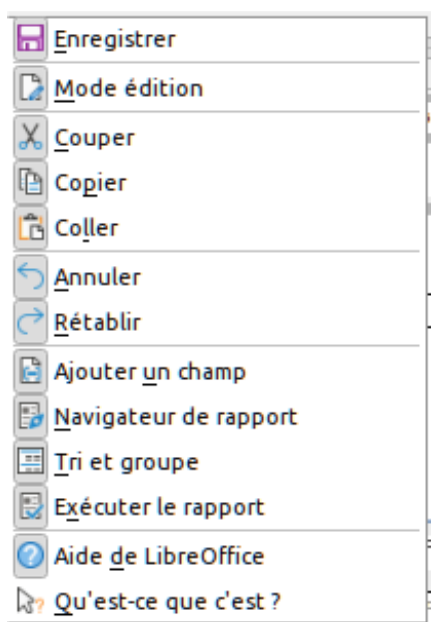 Enregistrer
Mode édition
Couper
Copier
Coller
Annuler
Rétablir
Ajouter un champ
Navigateur de rapport
Tri et groupe
Exécuter le rapport
Aide de LibreOffice
Qu'est-ce que c'est ?